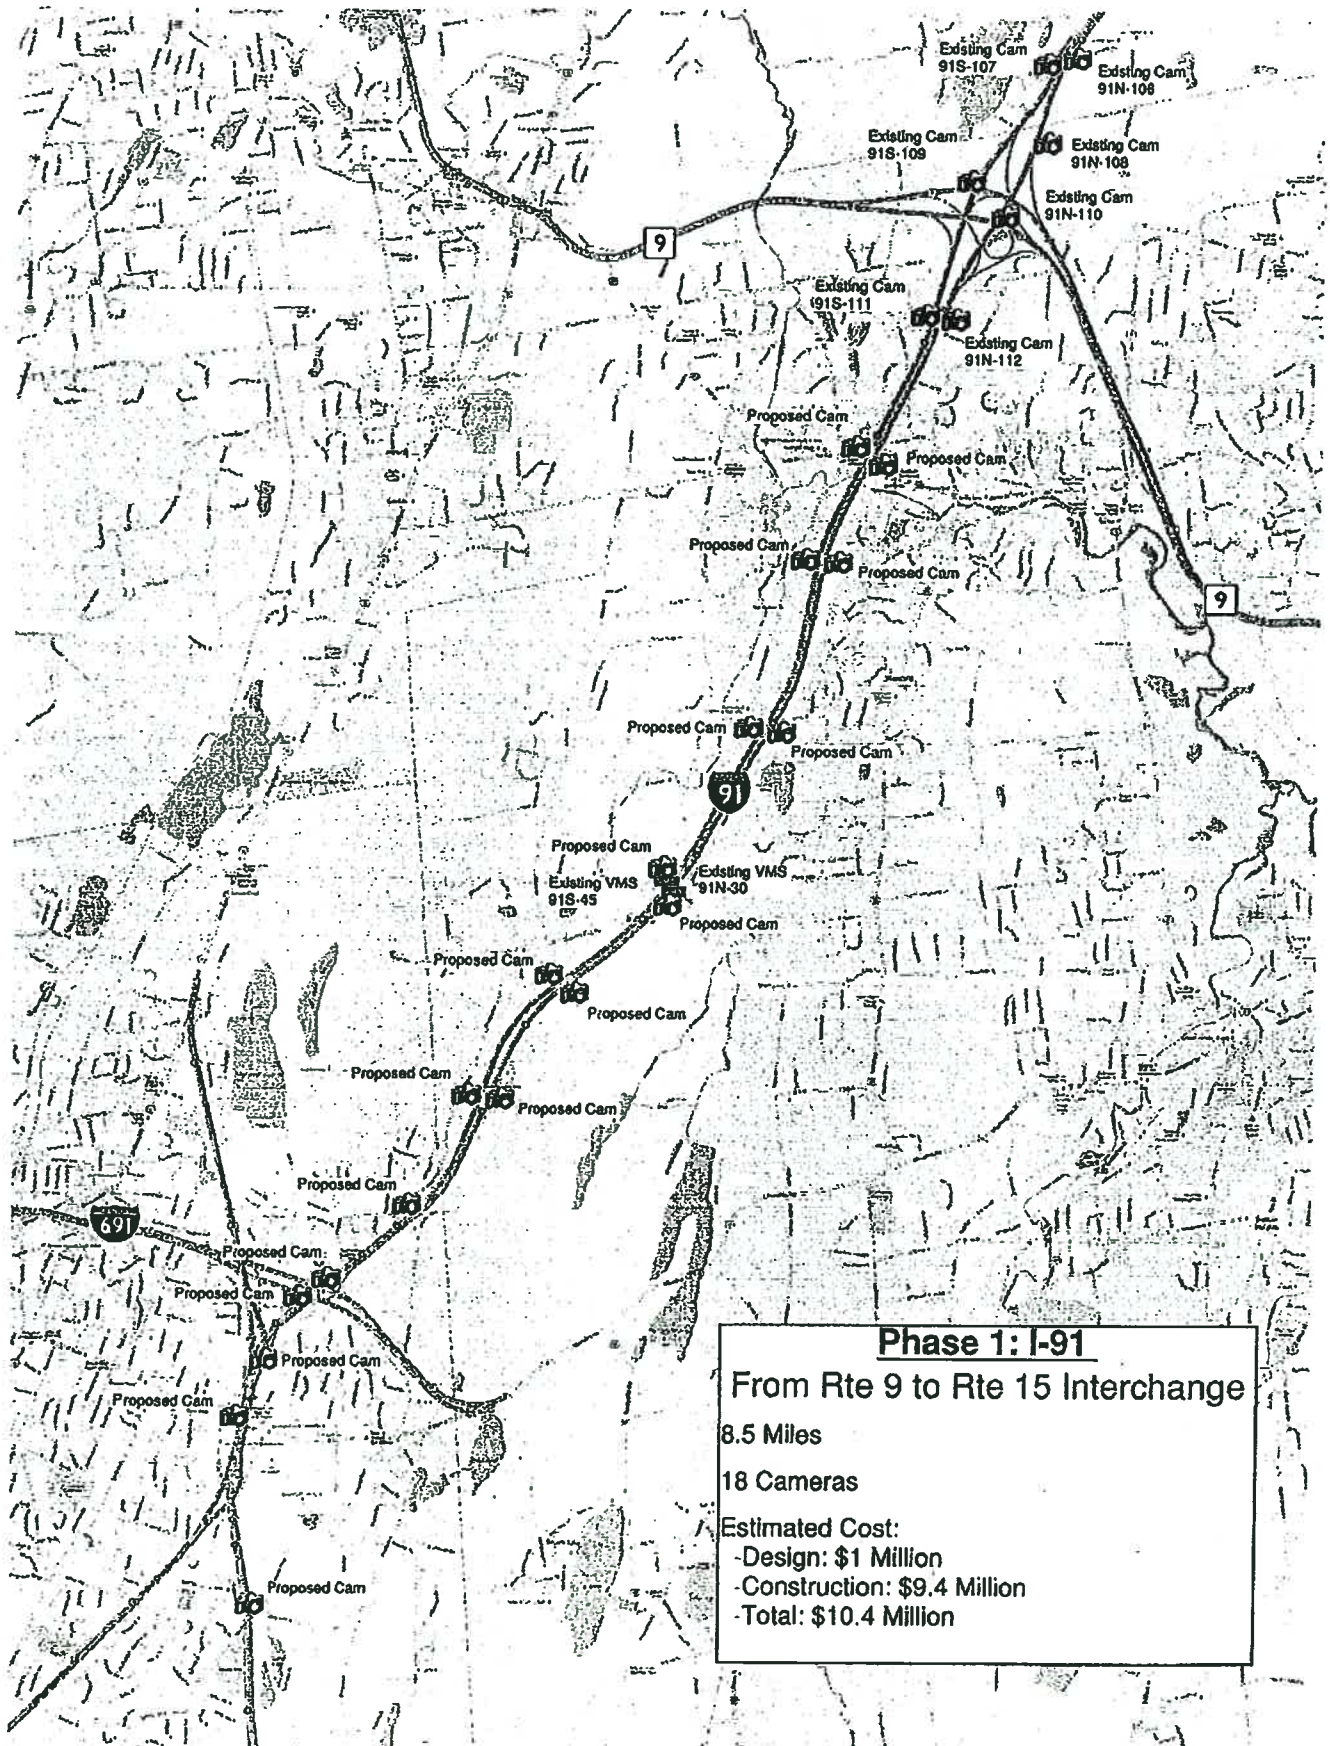 Existing Cam
91S-107
Existing Cam
91N-106
Existing Cam
91S-109
Existing Cam
91N-108
Existing Cam
91N-110
9
Existing Cam
91S-111
Existing Cam
91N-112
Proposed Cam
Proposed Cam
Proposed Cam
Proposed Cam
9
Proposed Cam
Proposed Cam
91
Proposed Cam
Existing VMS
91S-45
Existing VMS
91N-30
Proposed Cam
Proposed Cam
Proposed Cam
Proposed Cam
Proposed Cam
Proposed Cam
691
Proposed Cam
Proposed Cam
Proposed Cam
Proposed Cam
Proposed Cam
Phase 1: I-91
From Rte 9 to Rte 15 Interchange
8.5 Miles
18 Cameras
Estimated Cost:
-Design: $1 Million
-Construction: $9.4 Million
-Total: $10.4 Million